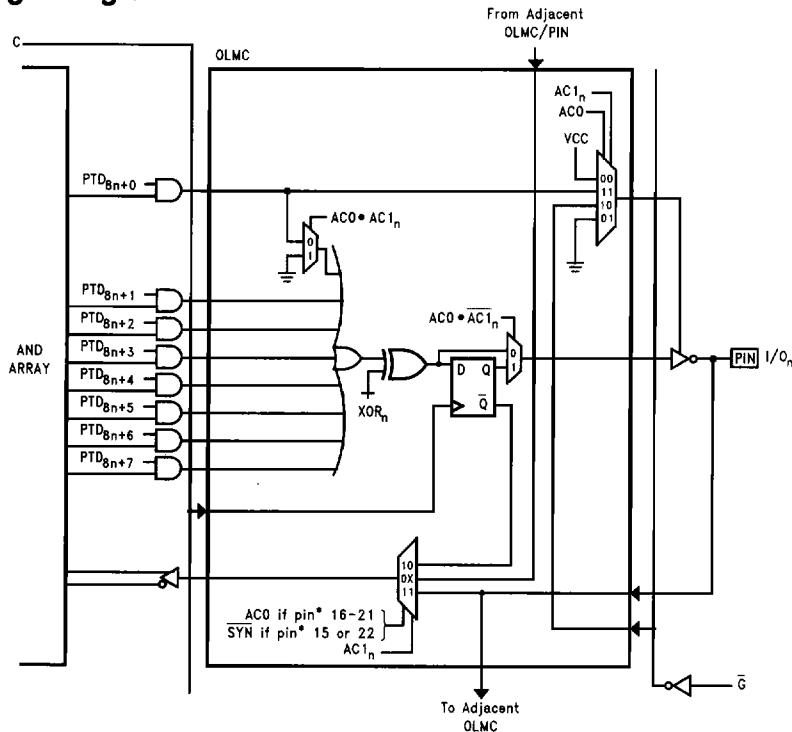 From Adjacent
OLMC/PIN
C
OLMC
AC1n
AC0
VCC
00
11
10
01
PTD8n+0
AC0 • AC1n
0
1
PTD8n+1
PTD8n+2
PTD8n+3
PTD8n+4
PTD8n+5
PTD8n+6
PTD8n+7
AND
ARRAY
AC0 • A̅C̅1̅n
0
1
D Q
Q̅
XORn
PIN I/On
10
0X
11
AC0 if pin* 16-21
S̅Y̅N̅ if pin* 15 or 22
AC1n
G̅
To Adjacent
OLMC